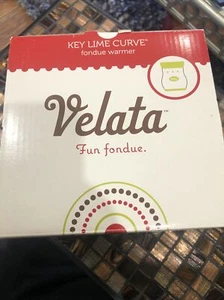 KEY LIME CURVE™
fondue warmer
Velata™
Fun fondue.